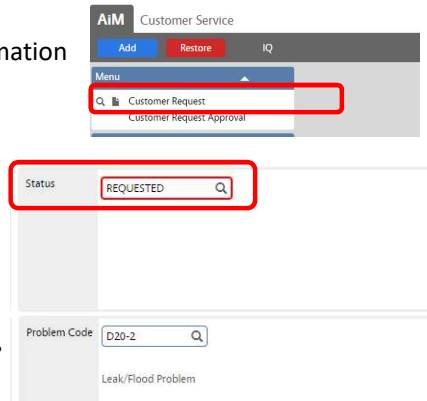 AiM Customer Service
Add Restore IQ
Menu
Customer Request
Customer Request Approval
Status REQUESTED
Problem Code D20-2
Leak/Flood Problem